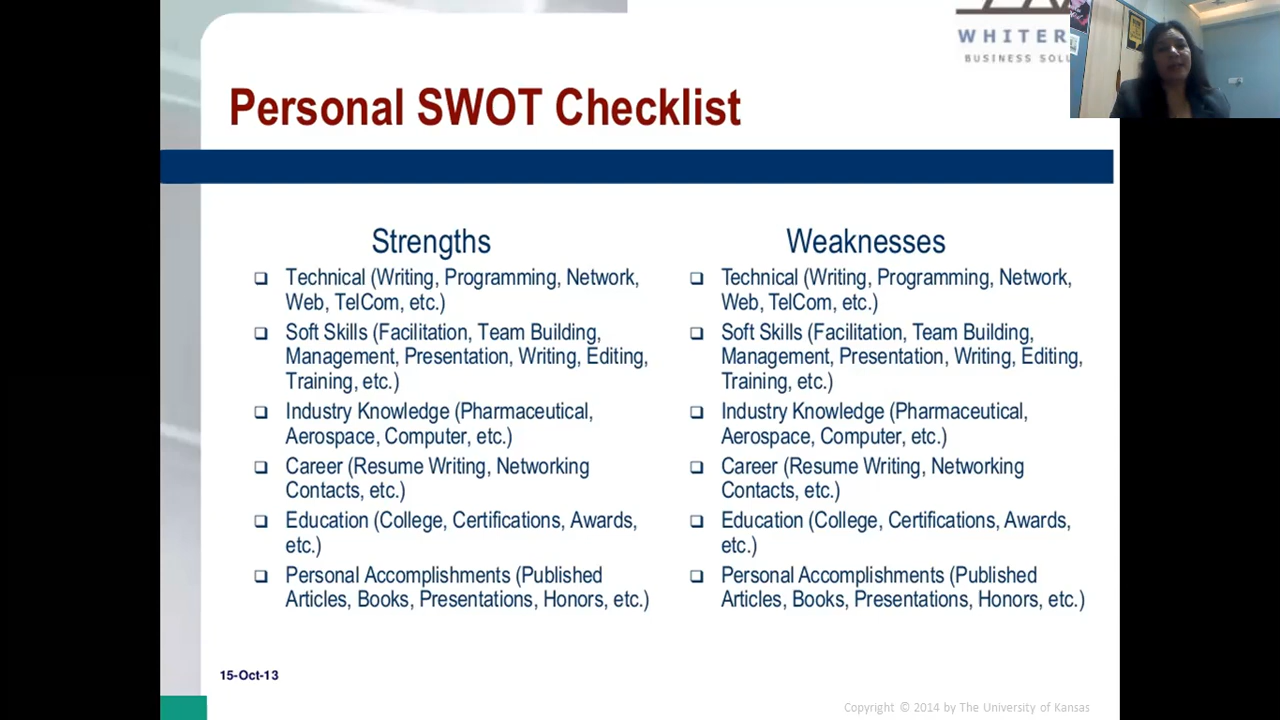 WHITER
BUSINESS SOLU
Personal SWOT Checklist
Strengths
Technical (Writing, Programming, Network,
Web, TelCom, etc.)
Soft Skills (Facilitation, Team Building,
Management, Presentation, Writing, Editing,
Training, etc.)
Industry Knowledge (Pharmaceutical,
Aerospace, Computer, etc.)
Career (Resume Writing, Networking
Contacts, etc.)
Education (College, Certifications, Awards,
etc.)
Personal Accomplishments (Published
Articles, Books, Presentations, Honors, etc.)
Weaknesses
Technical (Writing, Programming, Network,
Web, TelCom, etc.)
Soft Skills (Facilitation, Team Building,
Management, Presentation, Writing, Editing,
Training, etc.)
Industry Knowledge (Pharmaceutical,
Aerospace, Computer, etc.)
Career (Resume Writing, Networking
Contacts, etc.)
Education (College, Certifications, Awards,
etc.)
Personal Accomplishments (Published
Articles, Books, Presentations, Honors, etc.)
15-Oct-13
Copyright © 2014 by The University of Kansas